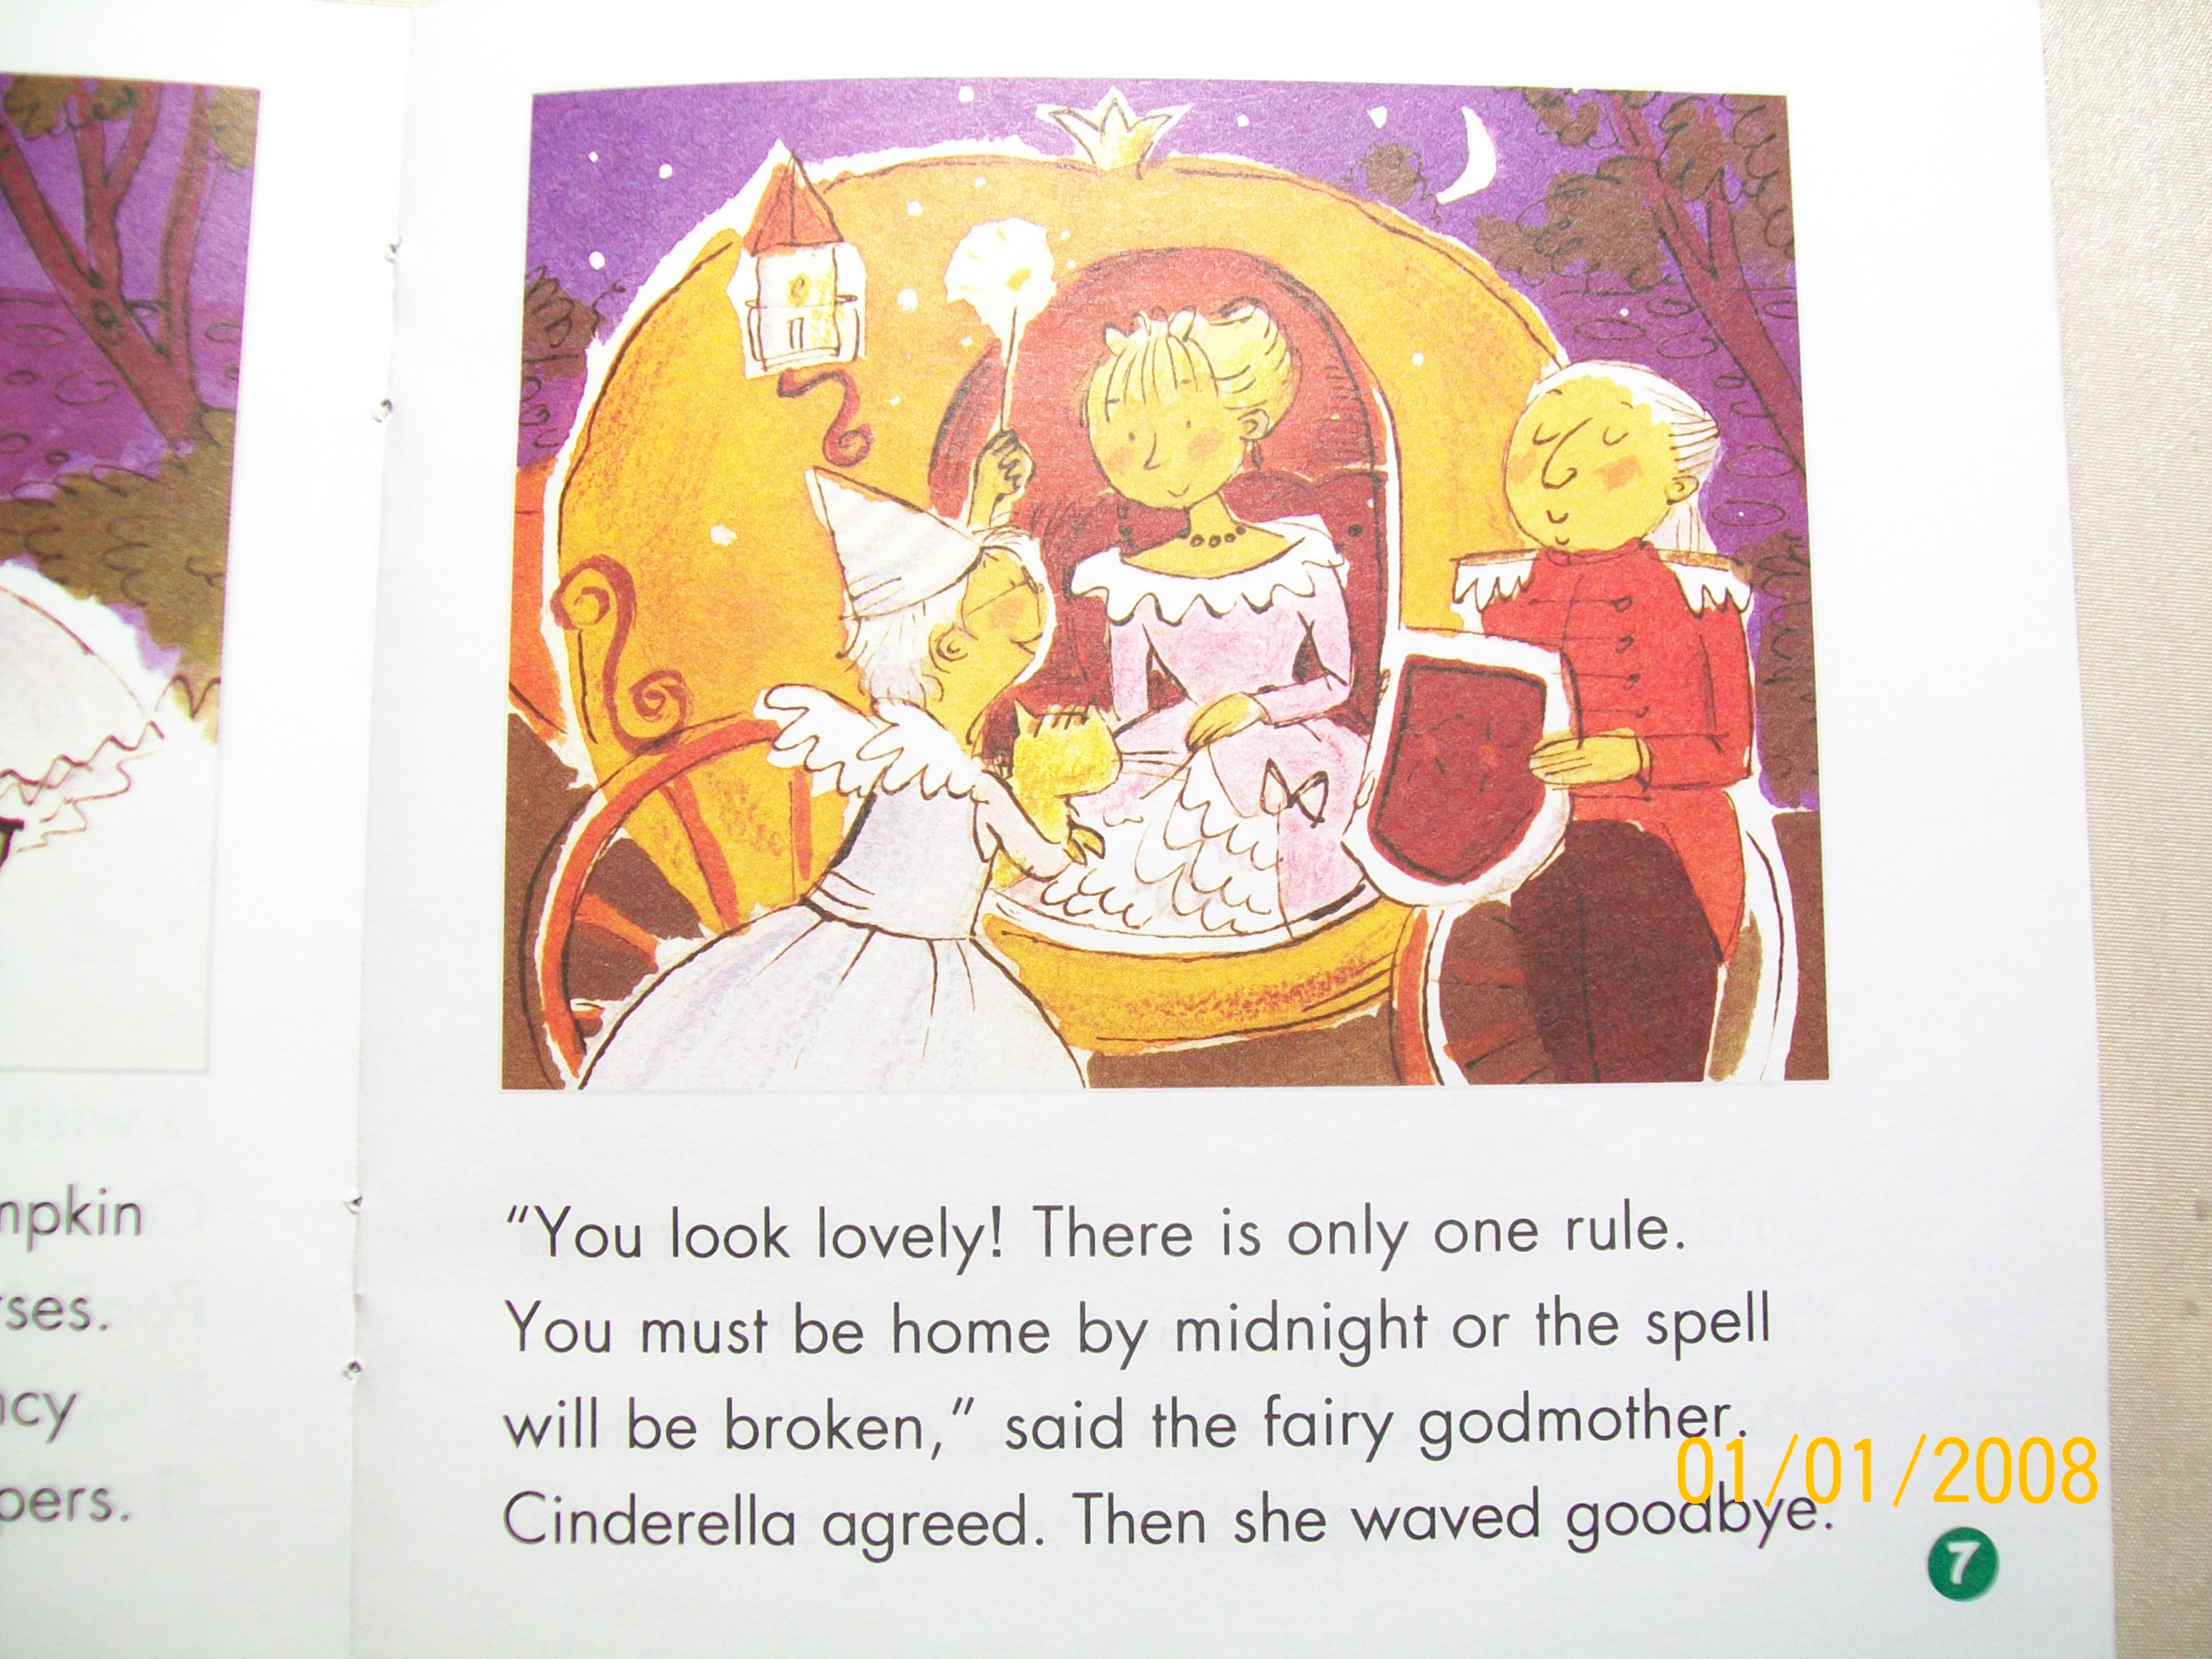 mpkin
rses.
ncy
pers.
“You look lovely! There is only one rule.
You must be home by midnight or the spell
will be broken,” said the fairy godmother.
Cinderella agreed. Then she waved goodbye.
01/01/2008
7